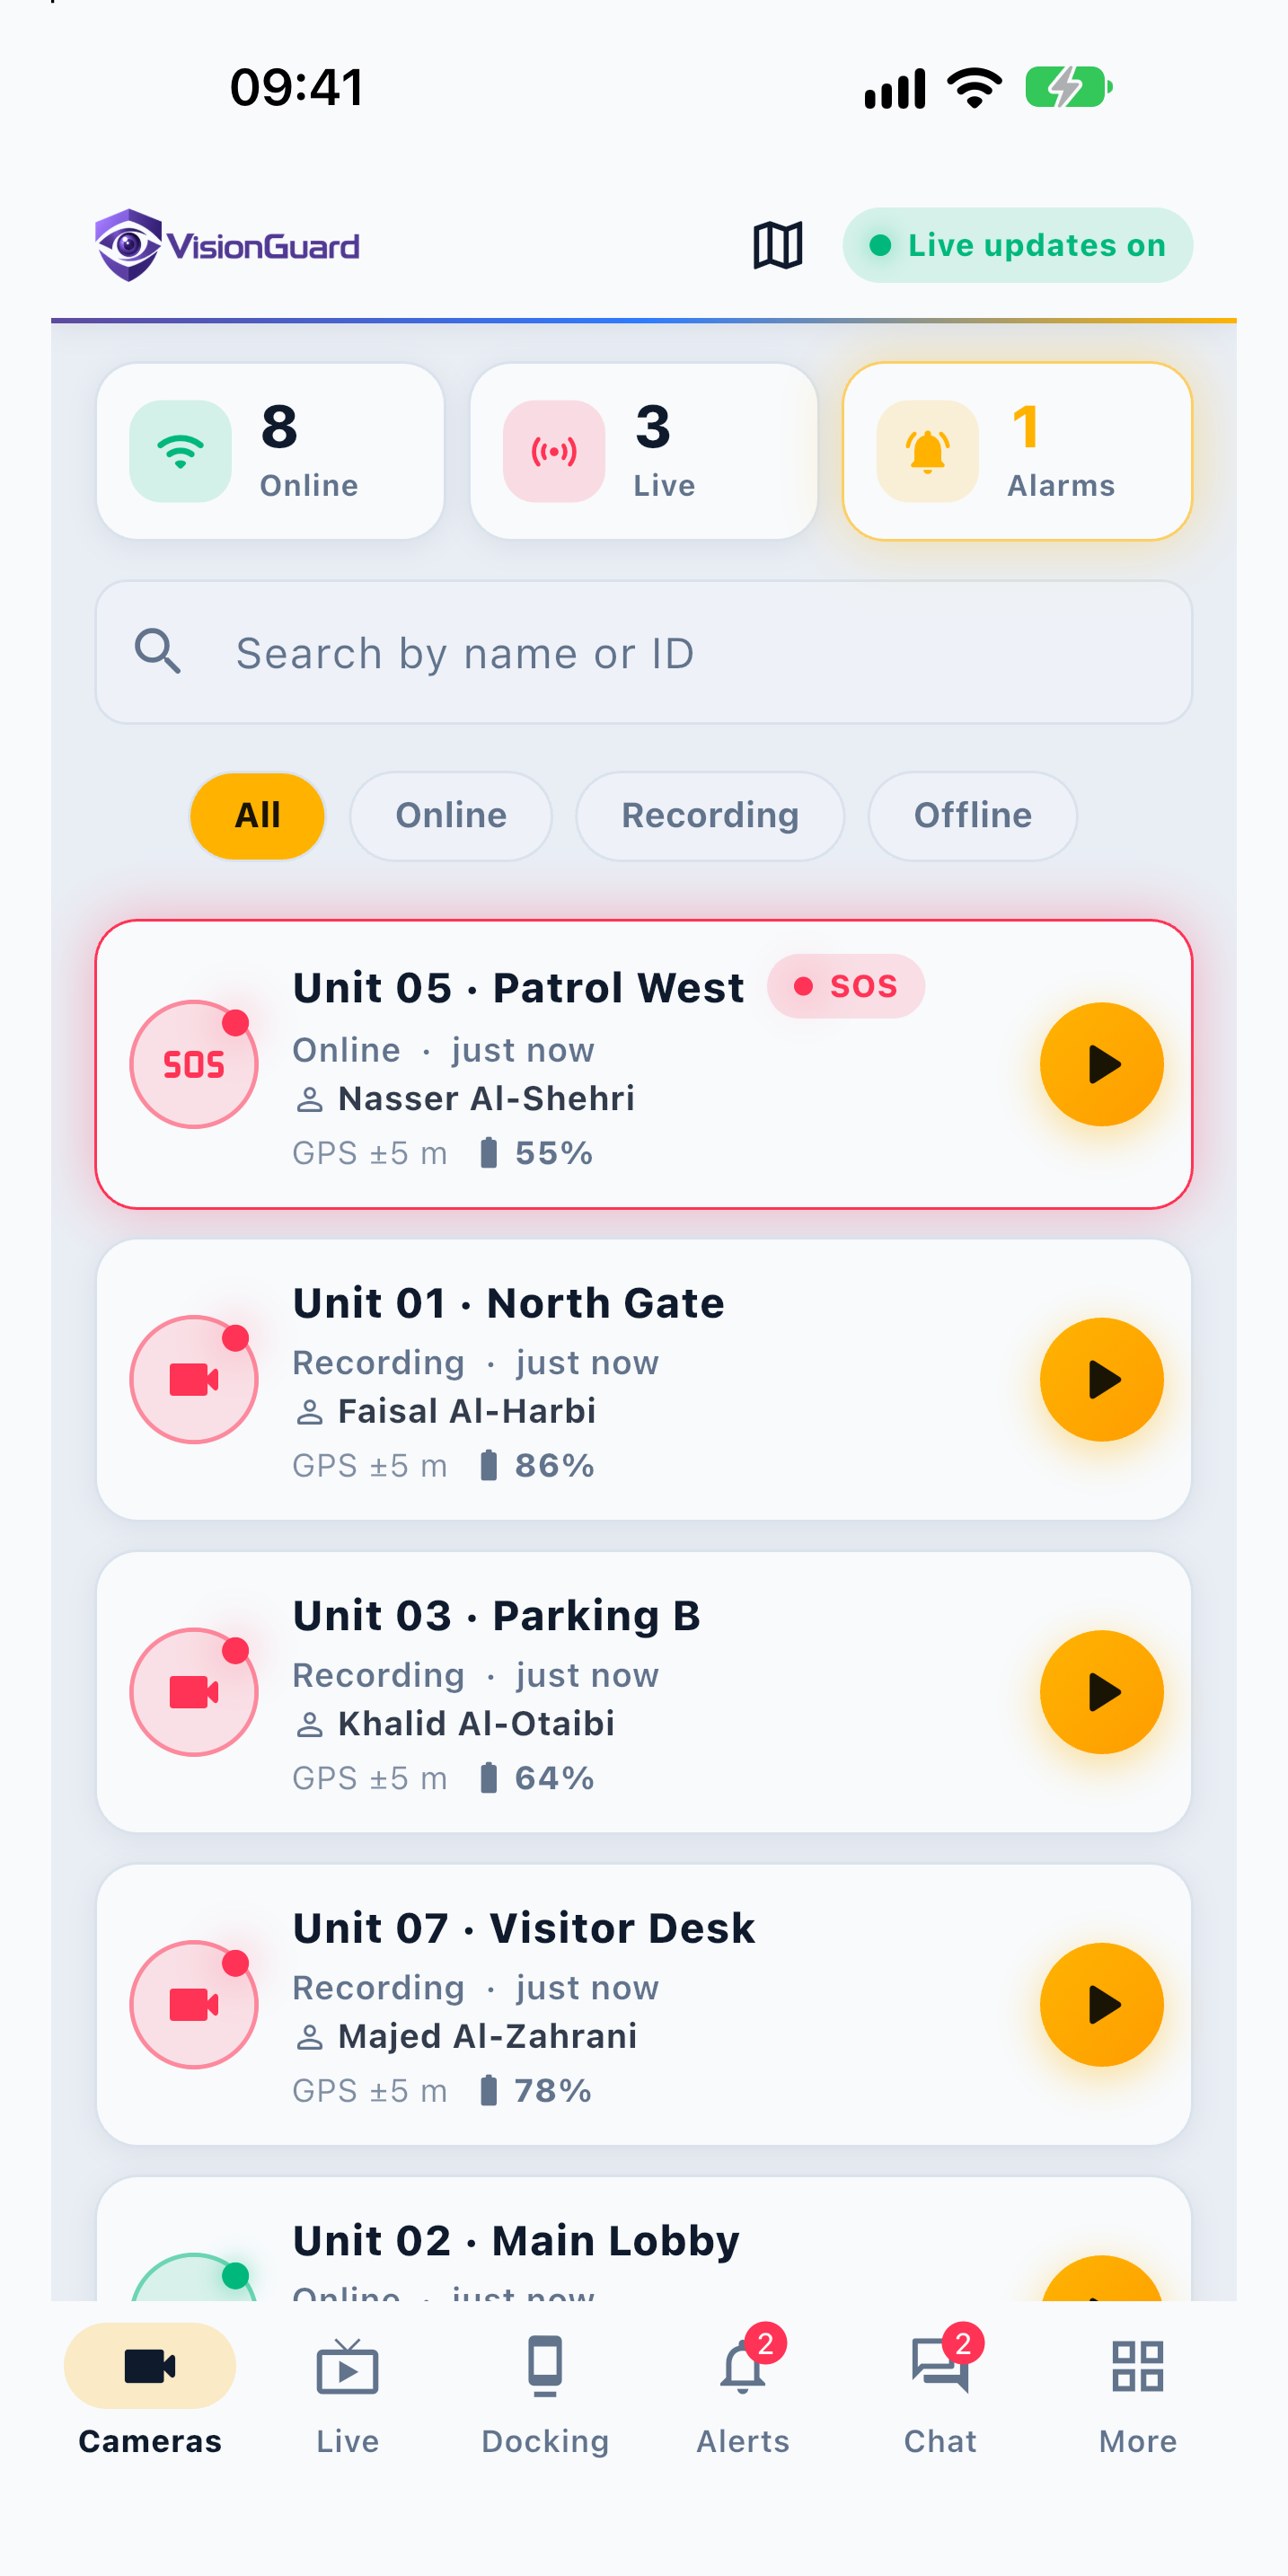 09:41
VisionGuard
Live updates on
8
Online
3
Live
1
Alarms
Search by name or ID
All
Online
Recording
Offline
Unit 05 · Patrol West
SOS
SOS
Online · just now
Nasser Al-Shehri
GPS ±5 m 55%
Unit 01 · North Gate
Recording · just now
Faisal Al-Harbi
GPS ±5 m 86%
Unit 03 · Parking B
Recording · just now
Khalid Al-Otaibi
GPS ±5 m 64%
Unit 07 · Visitor Desk
Recording · just now
Majed Al-Zahrani
GPS ±5 m 78%
Unit 02 · Main Lobby
Online · just now
2
2
Cameras
Live
Docking
Alerts
Chat
More